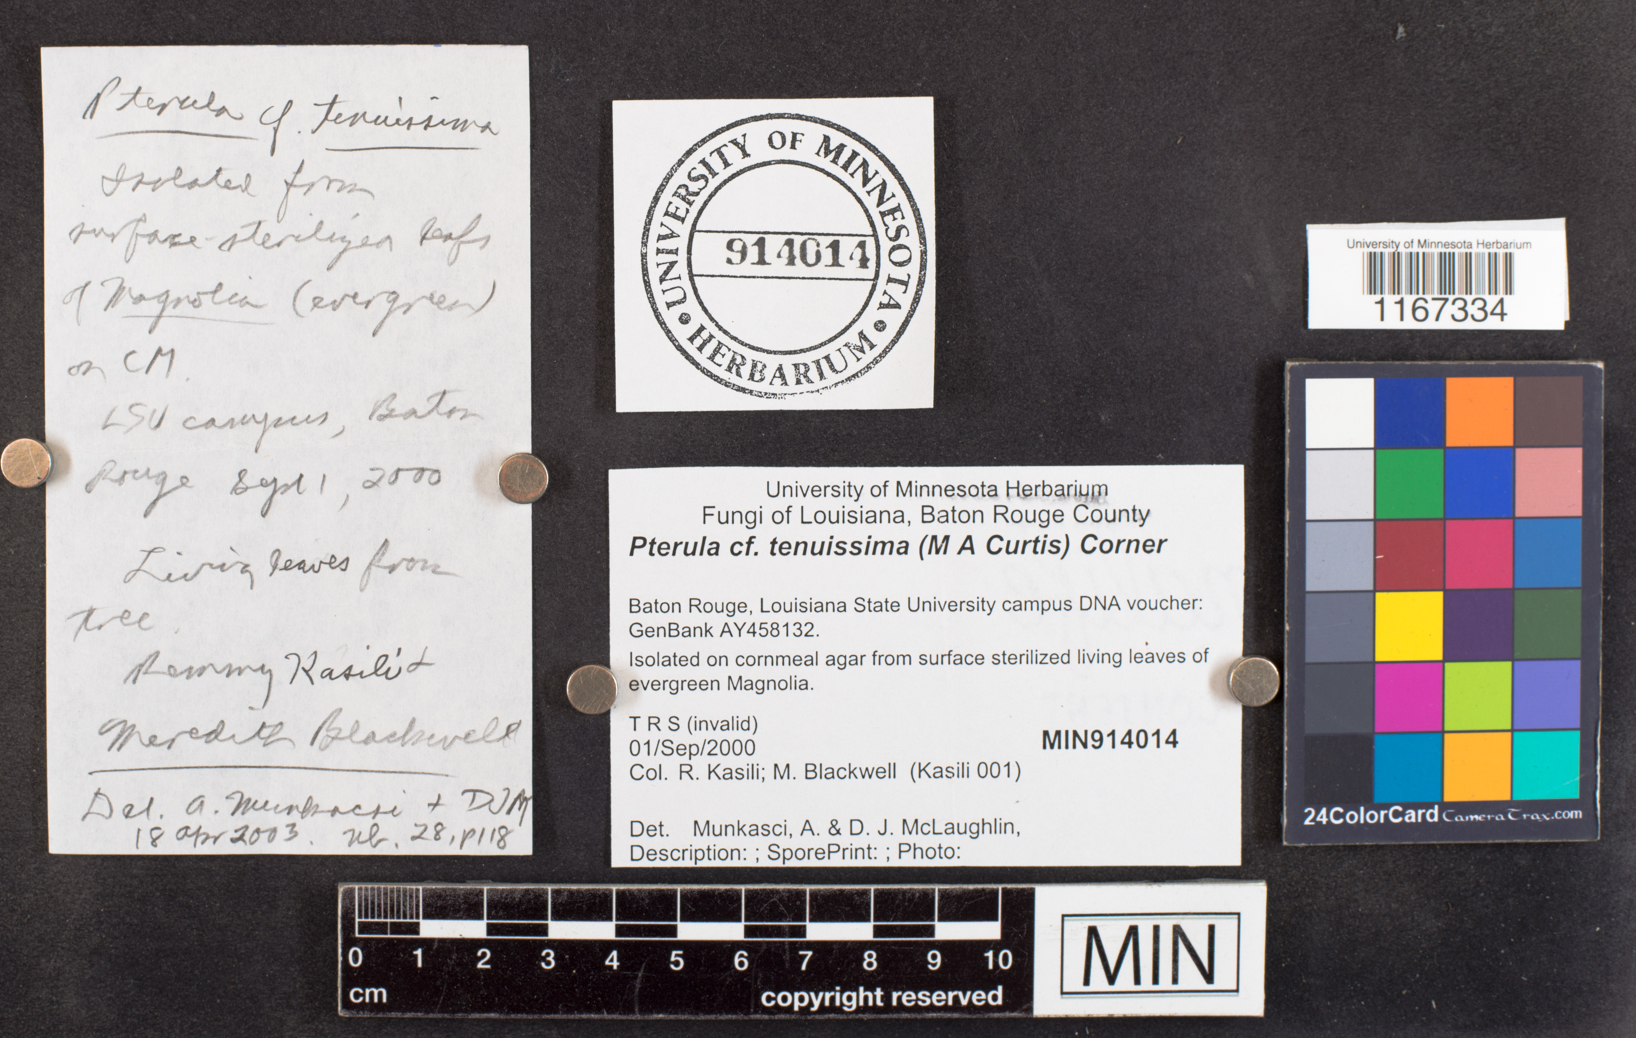 Pterula cf. tenuissima
Isolated from
surface-sterilized leafs
of Magnolia (evergreen)
on CM.
LSU campus, Baton
Rouge Sept 1, 2000
Living leaves from
tree.
Remmy Kasili &
Meredith Blackwell
Det. A. Munkacsi + DJM
18 Apr 2003. nb. 28, p118
UNIVERSITY OF MINNESOTA
914014
• HERBARIUM •
University of Minnesota Herbarium
Fungi of Louisiana, Baton Rouge County
Pterula cf. tenuissima (M A Curtis) Corner
Baton Rouge, Louisiana State University campus DNA voucher:
GenBank AY458132.
Isolated on cornmeal agar from surface sterilized living leaves of
evergreen Magnolia.
T R S (invalid)
01/Sep/2000
MIN914014
Col. R. Kasili; M. Blackwell (Kasili 001)
Det. Munkasci, A. & D. J. McLaughlin,
Description: ; SporePrint: ; Photo:
University of Minnesota Herbarium
1167334
24ColorCard CameraTrax.com
0 1 2 3 4 5 6 7 8 9 10
cm
copyright reserved
MIN